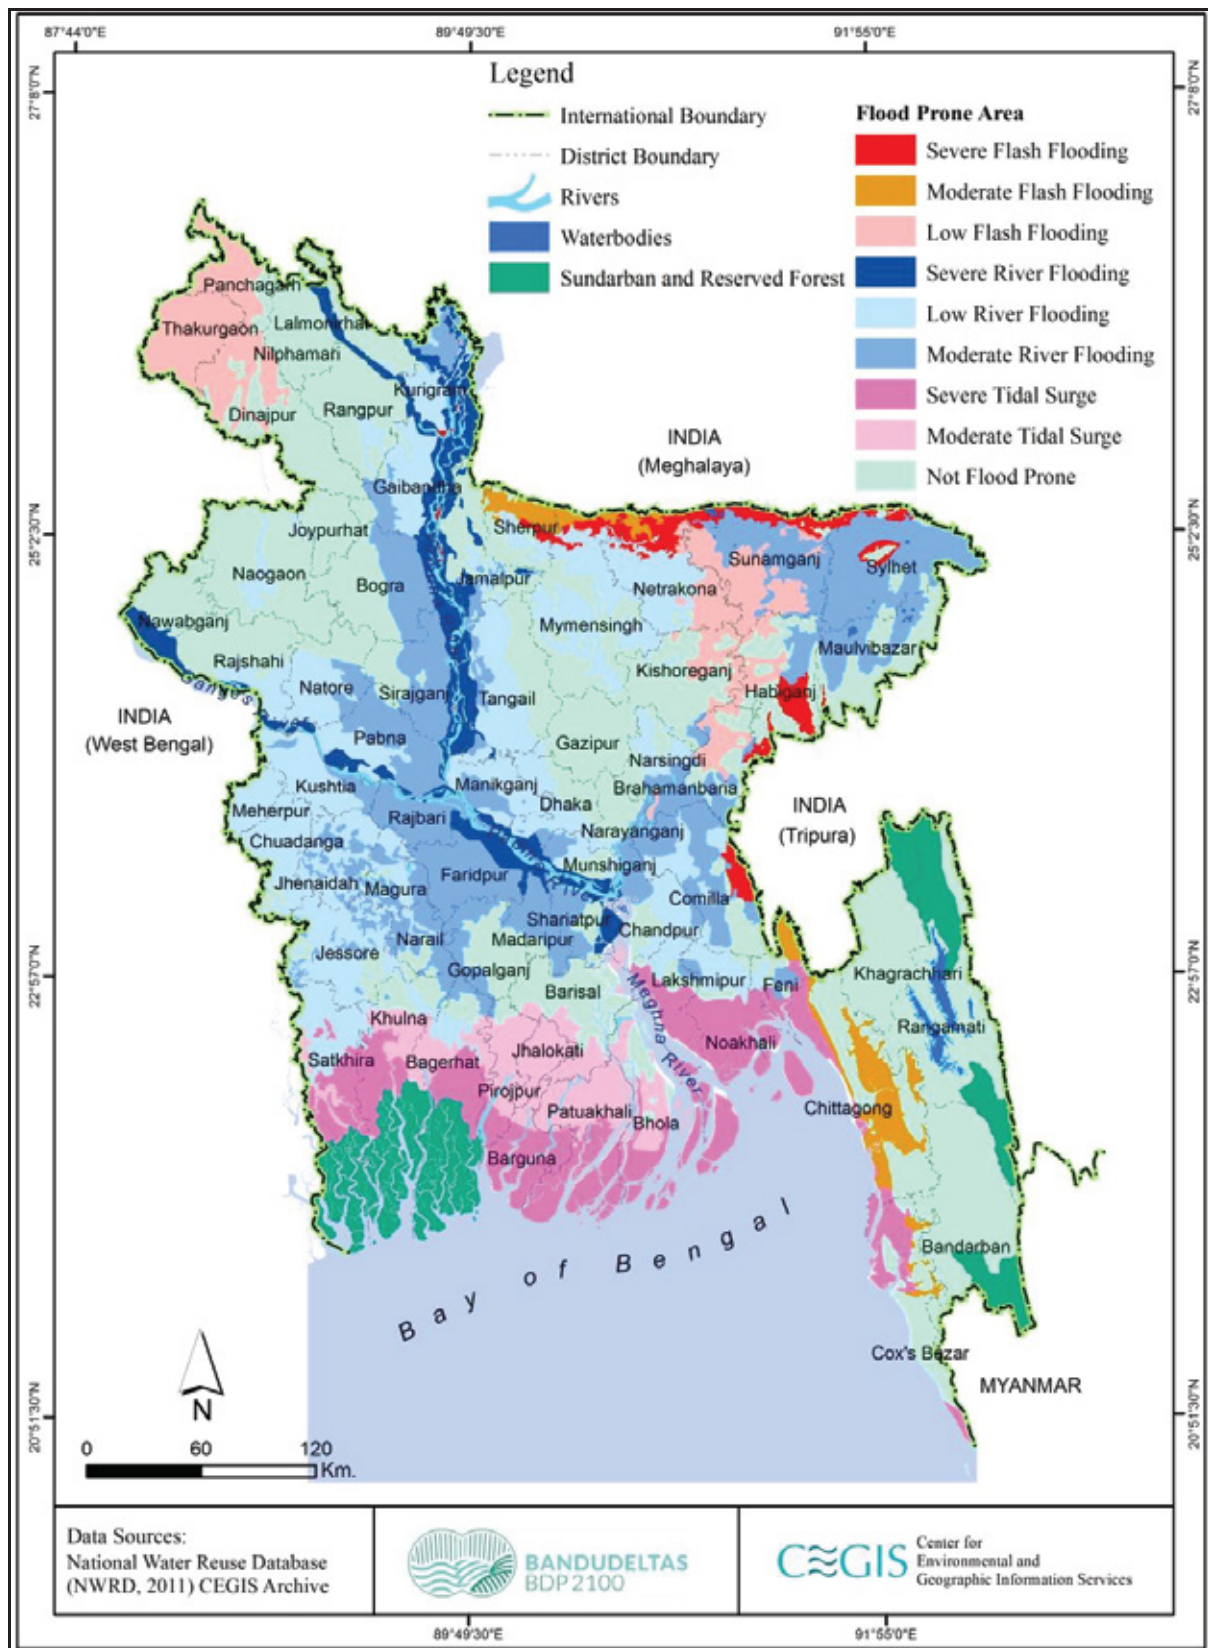 87°44'0"E
89°49'30"E
91°55'0"E
27°8'0"N
27°8'0"N
Legend
International Boundary
District Boundary
Rivers
Waterbodies
Sundarban and Reserved Forest
Flood Prone Area
Severe Flash Flooding
Moderate Flash Flooding
Low Flash Flooding
Severe River Flooding
Low River Flooding
Moderate River Flooding
Severe Tidal Surge
Moderate Tidal Surge
Not Flood Prone
Panchagarh
Thakurgaon
Lalmonirhat
Nilphamari
Kurigram
Dinajpur
Rangpur
INDIA
(Meghalaya)
Gaibandha
25°2'30"N
25°2'30"N
Joypurhat
Sherpur
Sunamganj
Sylhet
Naogaon
Bogra
Jamalpur
Netrakona
Nawabganj
Mymensingh
Maulvibazar
Rajshahi
Kishoreganj
Natore
Sirajganj
Tangail
Habiganj
Ganges River
INDIA
(West Bengal)
Pabna
Gazipur
Narsingdi
Kushtia
Manikganj
Brahamanbaria
Meherpur
Dhaka
INDIA
(Tripura)
Rajbari
Narayanganj
Chuadanga
Munshiganj
Jhenaidah
Magura
Faridpur
Comilla
Shariatpur
Chandpur
Narail
Madaripur
Jessore
Gopalganj
22°57'0"N
22°57'0"N
Lakshmipur
Feni
Khagrachhari
Barisal
Meghna River
Khulna
Rangamati
Noakhali
Satkhira
Bagerhat
Jhalokati
Pirojpur
Patuakhali
Bhola
Chittagong
Barguna
Bay of Bengal
Bandarban
Cox's Bezar
MYANMAR
N
20°51'30"N
20°51'30"N
0 60 120
Km.
Data Sources:
National Water Reuse Database
(NWRD, 2011) CEGIS Archive
BANDUDELTAS
BDP 2100
CEGIS
Center for
Environmental and
Geographic Information Services
89°49'30"E
91°55'0"E